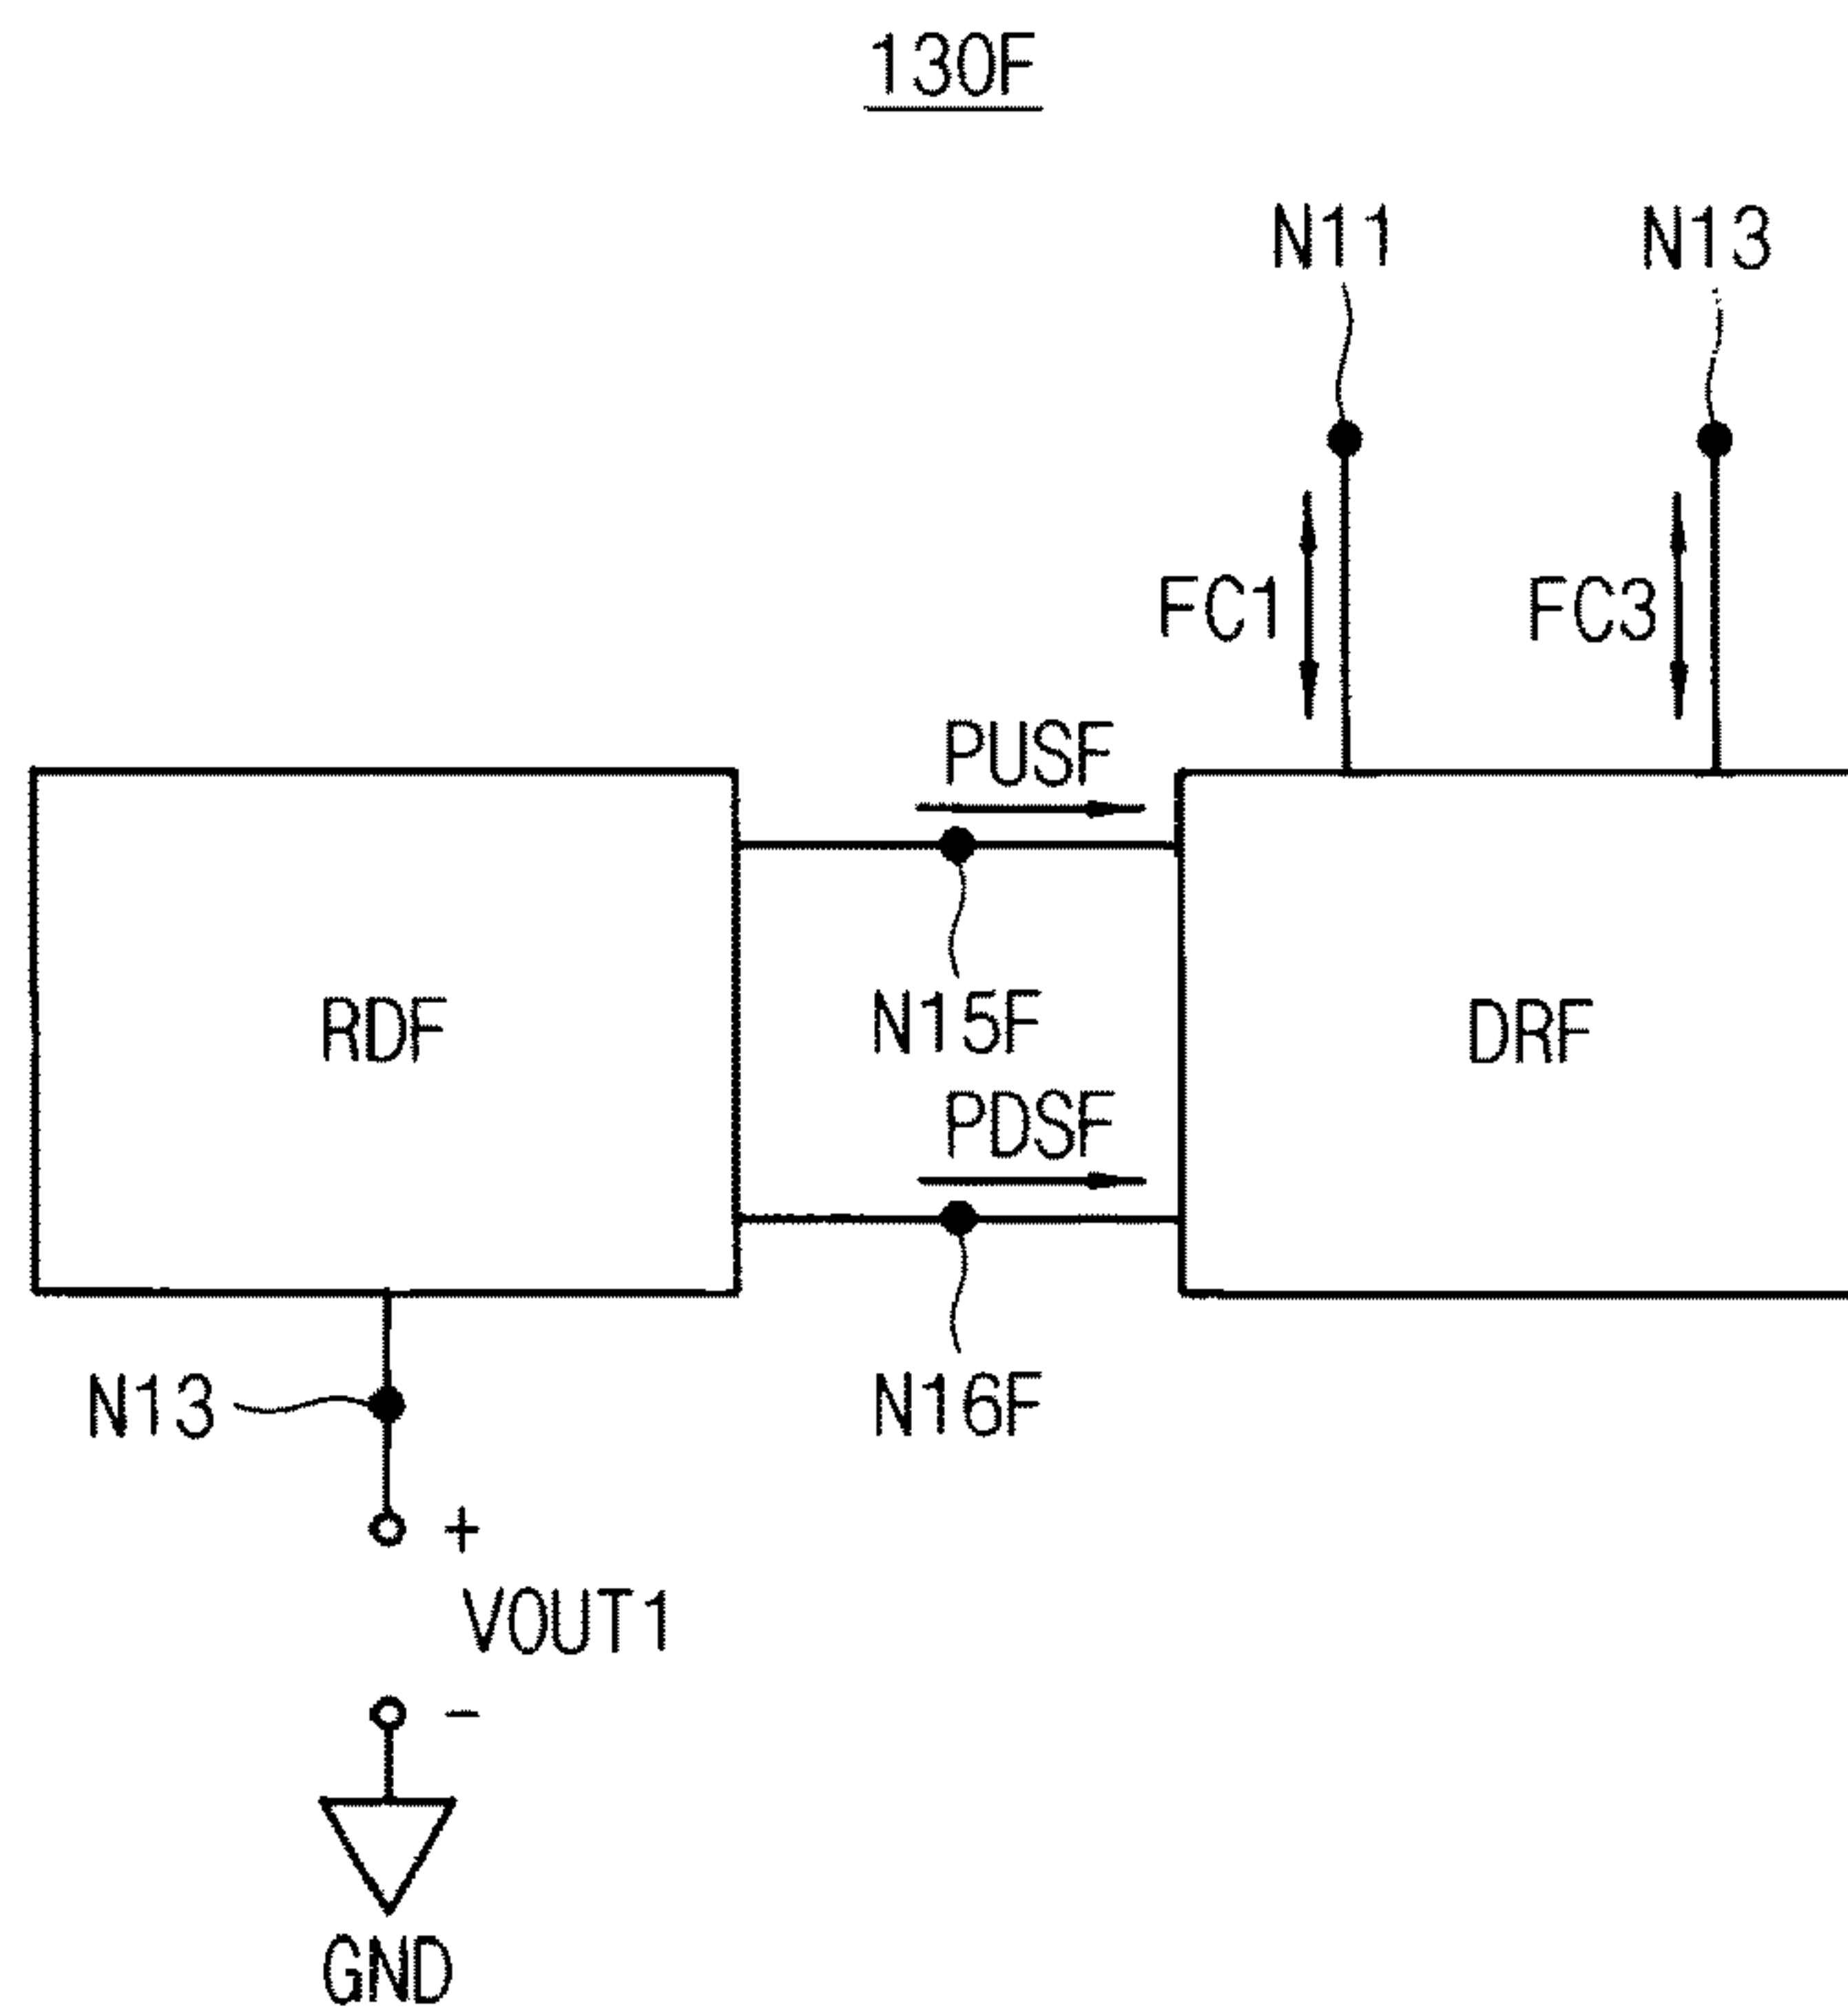 130F
N11 N13
FC1 FC3
PUSF
RDF
N15F
DRF
PDSF
N13
N16F
+
VOUT1
-
GND